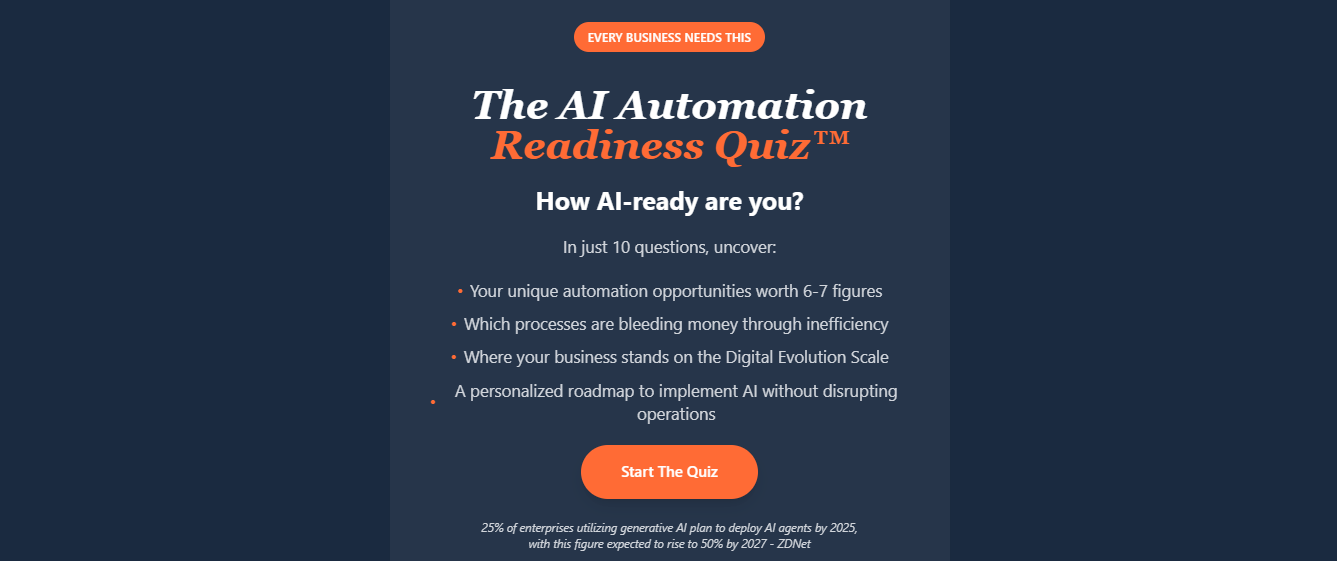 EVERY BUSINESS NEEDS THIS
The AI Automation
Readiness Quiz™
How AI-ready are you?
In just 10 questions, uncover:
• Your unique automation opportunities worth 6-7 figures
• Which processes are bleeding money through inefficiency
• Where your business stands on the Digital Evolution Scale
• A personalized roadmap to implement AI without disrupting
operations
Start The Quiz
25% of enterprises utilizing generative AI plan to deploy AI agents by 2025,
with this figure expected to rise to 50% by 2027 - ZDNet